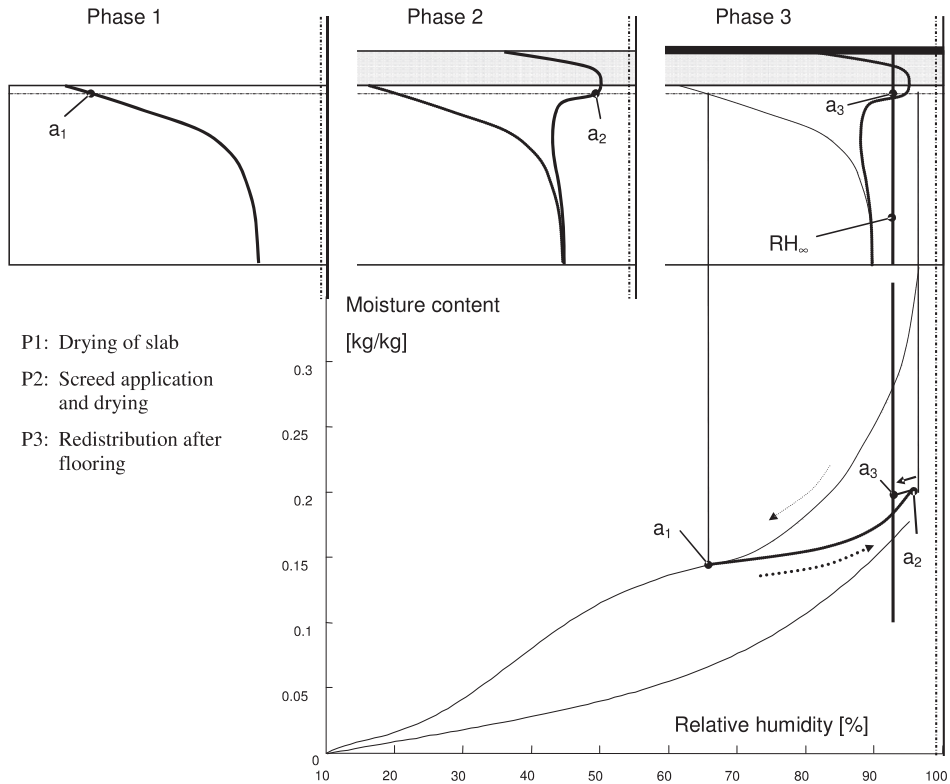 Phase 1
Phase 2
Phase 3
a₁
a₂
a₃
RH∞
Moisture content
[kg/kg]
P1: Drying of slab
P2: Screed application
and drying
P3: Redistribution after
flooring
0.3
0.25
0.2
0.15
0.1
0.05
0
a₃
a₁
a₂
Relative humidity [%]
10 20 30 40 50 60 70 80 90 100